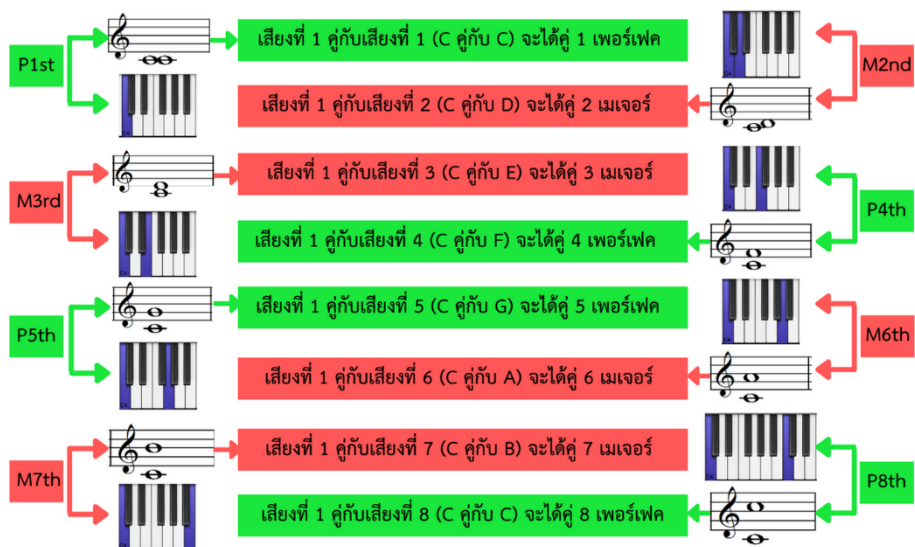 P1st
เสียงที่ 1 คู่กับเสียงที่ 1 (C คู่กับ C) จะได้คู่ 1 เพอร์เฟค
M2nd
เสียงที่ 1 คู่กับเสียงที่ 2 (C คู่กับ D) จะได้คู่ 2 เมเจอร์
M3rd
เสียงที่ 1 คู่กับเสียงที่ 3 (C คู่กับ E) จะได้คู่ 3 เมเจอร์
P4th
เสียงที่ 1 คู่กับเสียงที่ 4 (C คู่กับ F) จะได้คู่ 4 เพอร์เฟค
P5th
เสียงที่ 1 คู่กับเสียงที่ 5 (C คู่กับ G) จะได้คู่ 5 เพอร์เฟค
M6th
เสียงที่ 1 คู่กับเสียงที่ 6 (C คู่กับ A) จะได้คู่ 6 เมเจอร์
M7th
เสียงที่ 1 คู่กับเสียงที่ 7 (C คู่กับ B) จะได้คู่ 7 เมเจอร์
P8th
เสียงที่ 1 คู่กับเสียงที่ 8 (C คู่กับ C) จะได้คู่ 8 เพอร์เฟค